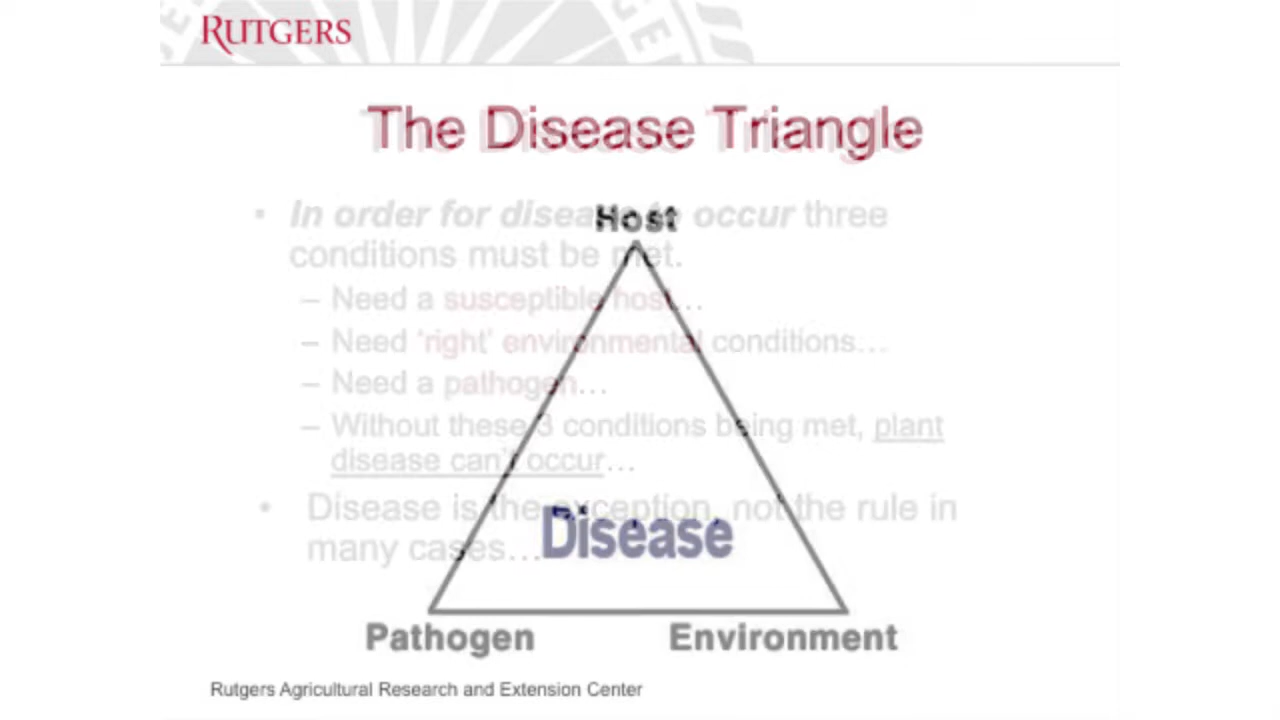 RUTGERS
The Disease Triangle
• In order for disease to occur three
conditions must be met.
– Need a susceptible host…
– Need ‘right’ environmental conditions…
– Need a pathogen…
– Without these 3 conditions being met, plant
disease can't occur…
• Disease is the exception, not the rule in
many cases…
Host
Disease
Pathogen
Environment
Rutgers Agricultural Research and Extension Center